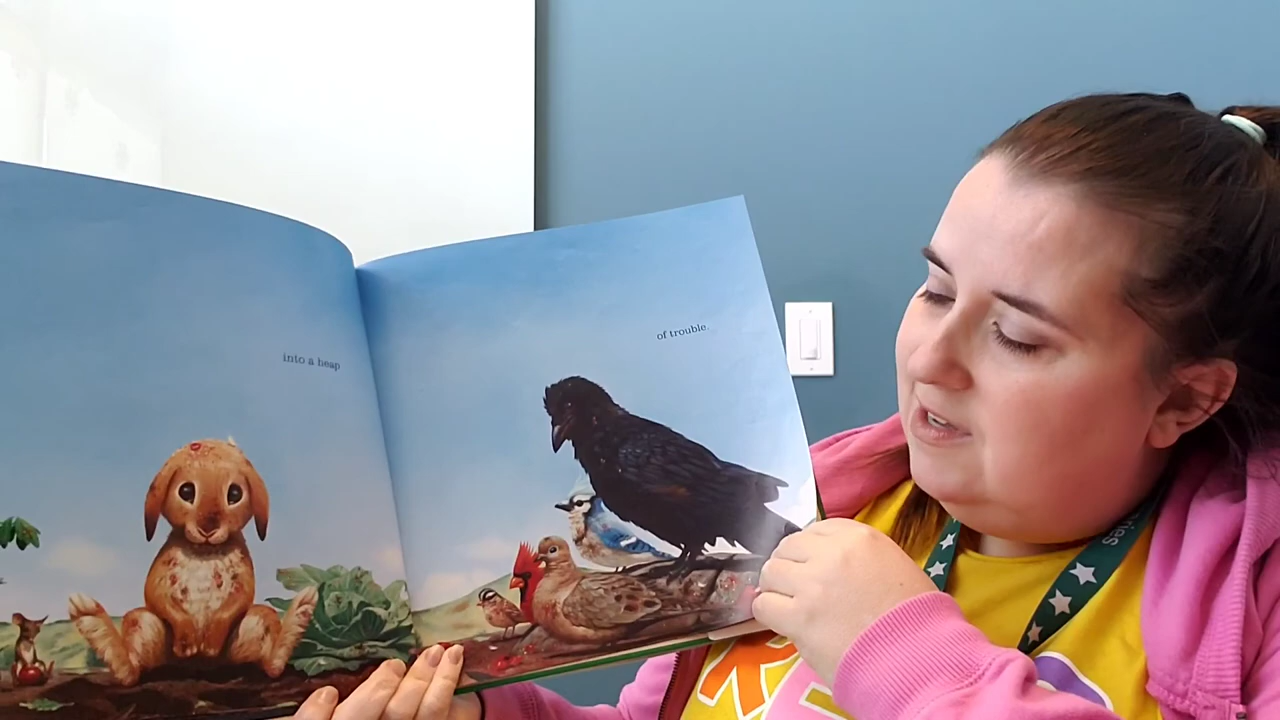 into a heap
of trouble.